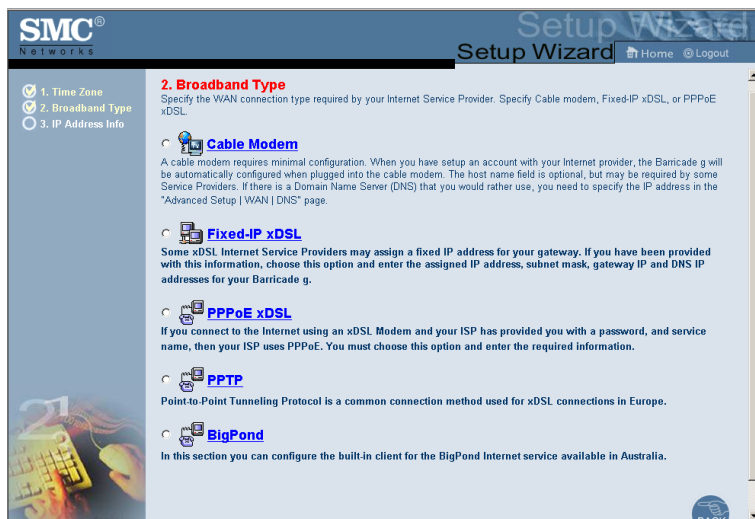 SMC®
Networks
Setup Wizard
Setup Wizard
Home
Logout
1. Time Zone
2. Broadband Type
3. IP Address Info
2. Broadband Type
Specify the WAN connection type required by your Internet Service Provider. Specify Cable modem, Fixed-IP xDSL, or PPPoE
xDSL.
Cable Modem
A cable modem requires minimal configuration. When you have setup an account with your Internet provider, the Barricade g will
be automatically configured when plugged into the cable modem. The host name field is optional, but may be required by some
Service Providers. If there is a Domain Name Server (DNS) that you would rather use, you need to specify the IP address in the
"Advanced Setup | WAN | DNS" page.
Fixed-IP xDSL
Some xDSL Internet Service Providers may assign a fixed IP address for your gateway. If you have been provided
with this information, choose this option and enter the assigned IP address, subnet mask, gateway IP and DNS IP
addresses for your Barricade g.
PPPoE xDSL
If you connect to the Internet using an xDSL Modem and your ISP has provided you with a password, and service
name, then your ISP uses PPPoE. You must choose this option and enter the required information.
PPTP
Point-to-Point Tunneling Protocol is a common connection method used for xDSL connections in Europe.
BigPond
In this section you can configure the built-in client for the BigPond Internet service available in Australia.
2
BACK